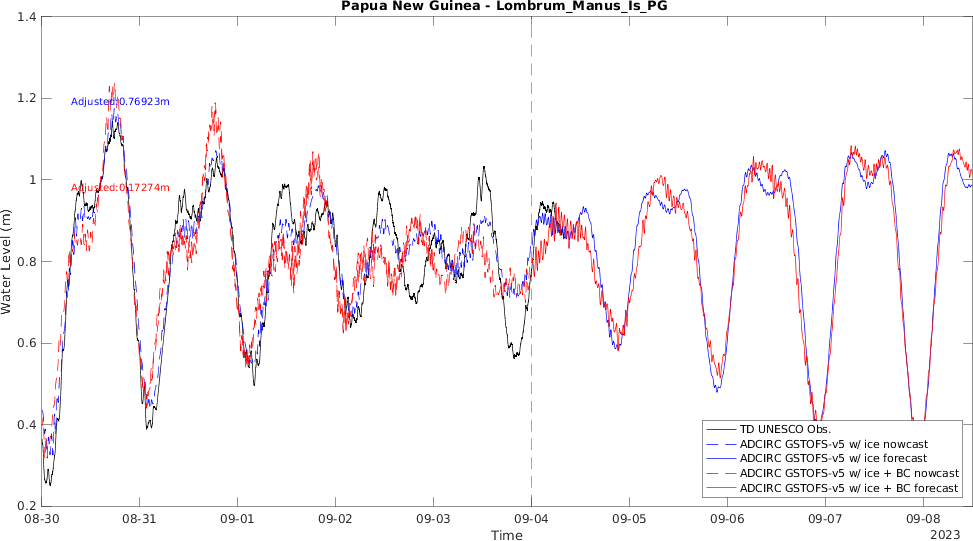 Papua New Guinea - Lombrum_Manus_Is_PG
1.4
1.2
1
0.8
0.6
0.4
0.2
Water Level (m)
Adjusted:0.76923m
Adjusted:0.17274m
TD UNESCO Obs.
ADCIRC GSTOFS-v5 w/ ice nowcast
ADCIRC GSTOFS-v5 w/ ice forecast
ADCIRC GSTOFS-v5 w/ ice + BC nowcast
ADCIRC GSTOFS-v5 w/ ice + BC forecast
08-30 08-31 09-01 09-02 09-03 09-04 09-05 09-06 09-07 09-08
Time
2023